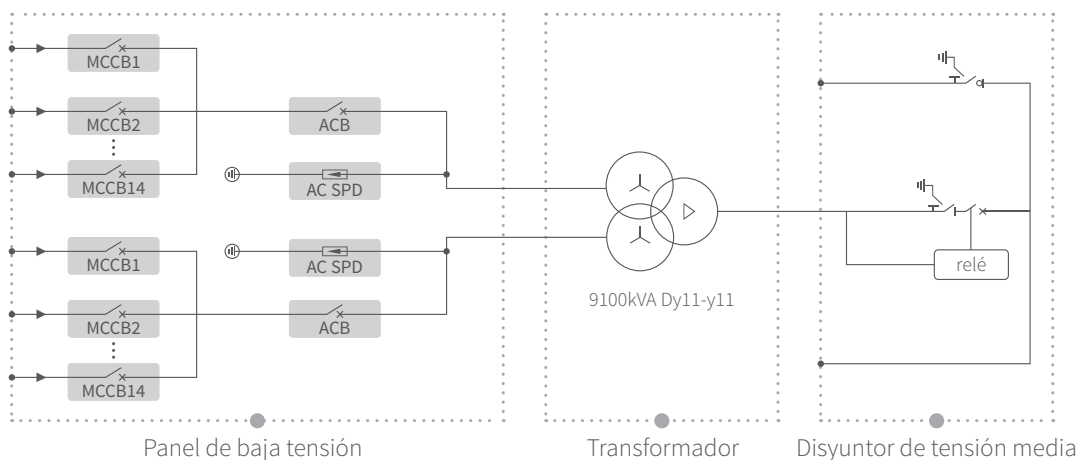 MCCB1
MCCB2
MCCB14
ACB
AC SPD
MCCB1
MCCB2
MCCB14
AC SPD
ACB
9100kVA Dy11-y11
relé
Panel de baja tensión
Transformador
Disyuntor de tensión media